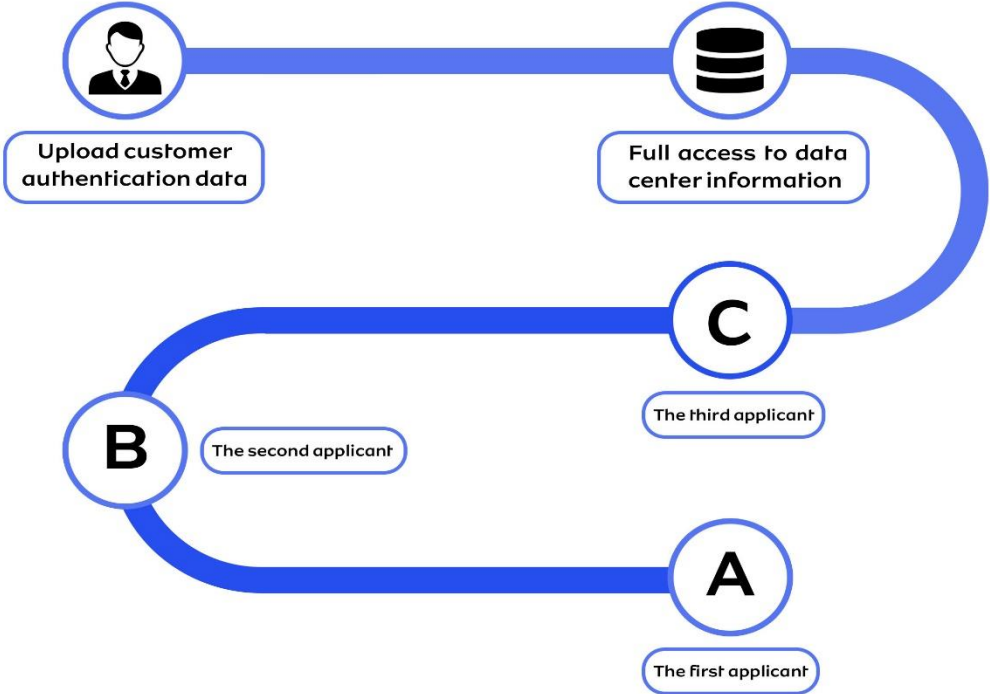 Upload customer
authentication data
Full access to data
center information
C
The third applicant
B
The second applicant
A
The first applicant